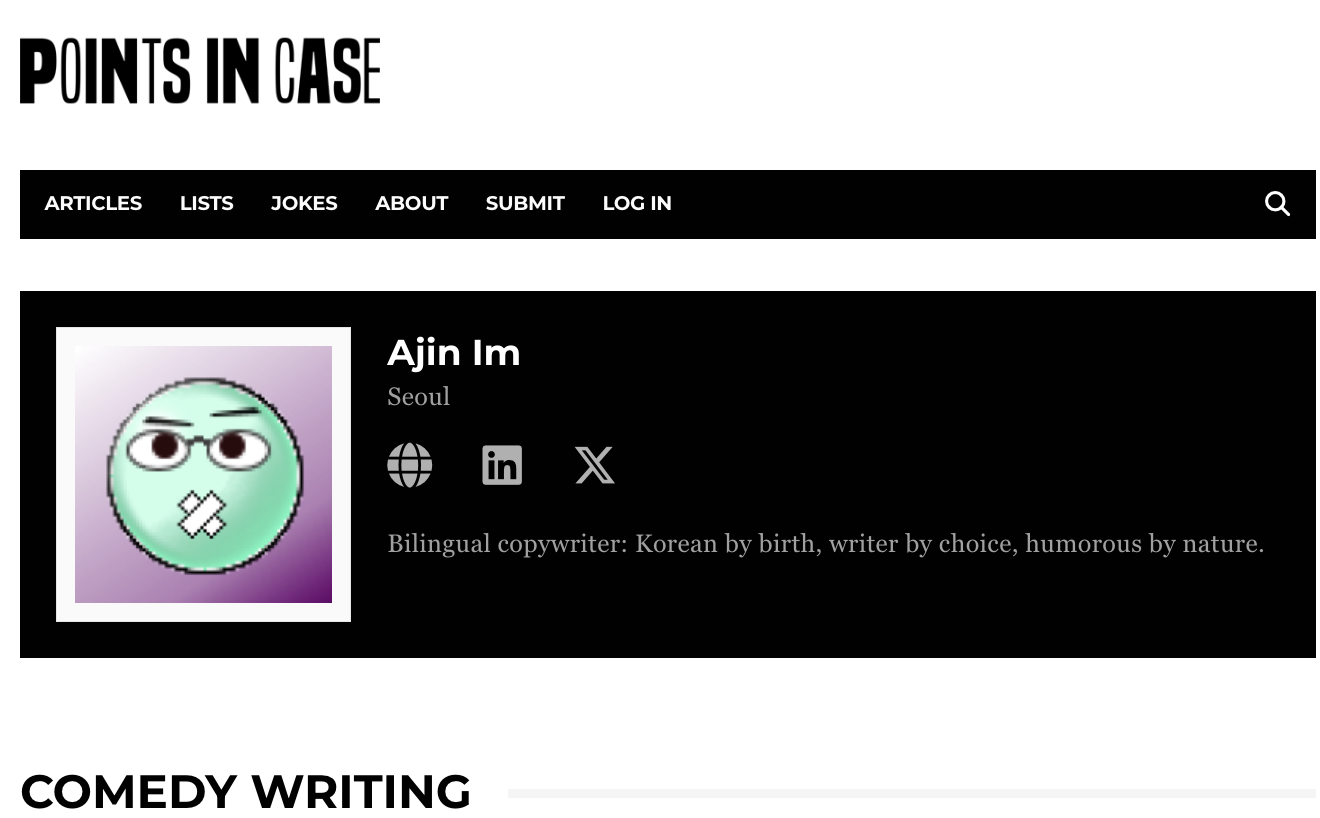 POINTS IN CASE
ARTICLES LISTS JOKES ABOUT SUBMIT LOG IN
Ajin Im
Seoul
in X
Bilingual copywriter: Korean by birth, writer by choice, humorous by nature.
COMEDY WRITING